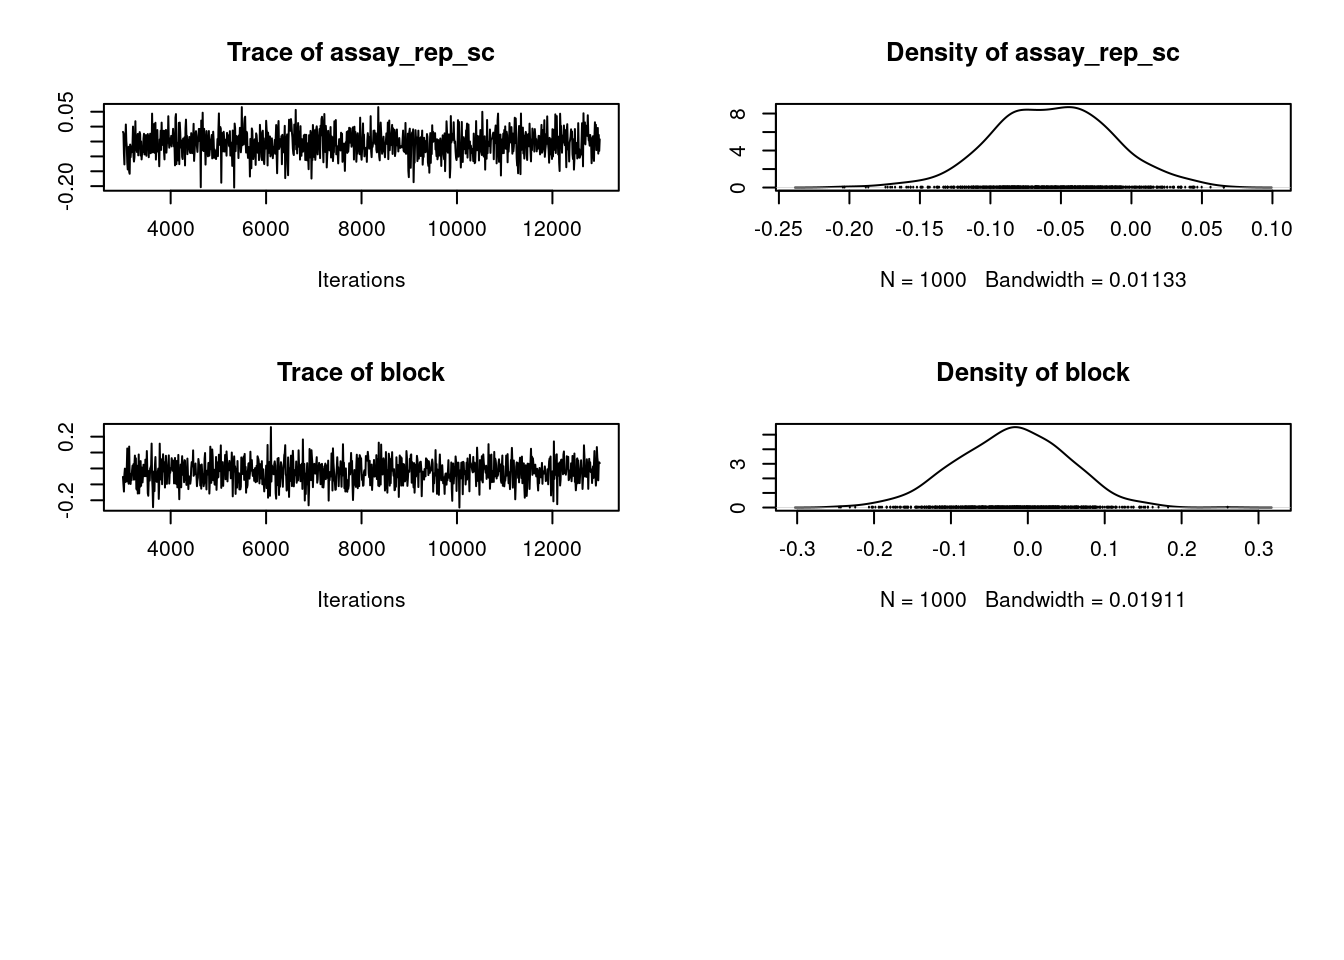 Trace of assay_rep_sc
0.05
-0.20
4000 6000 8000 10000 12000
Iterations
Density of assay_rep_sc
8
4
0
-0.25 -0.20 -0.15 -0.10 -0.05 0.00 0.05 0.10
N = 1000 Bandwidth = 0.01133
Trace of block
0.2
-0.2
4000 6000 8000 10000 12000
Iterations
Density of block
3
0
-0.3 -0.2 -0.1 0.0 0.1 0.2 0.3
N = 1000 Bandwidth = 0.01911